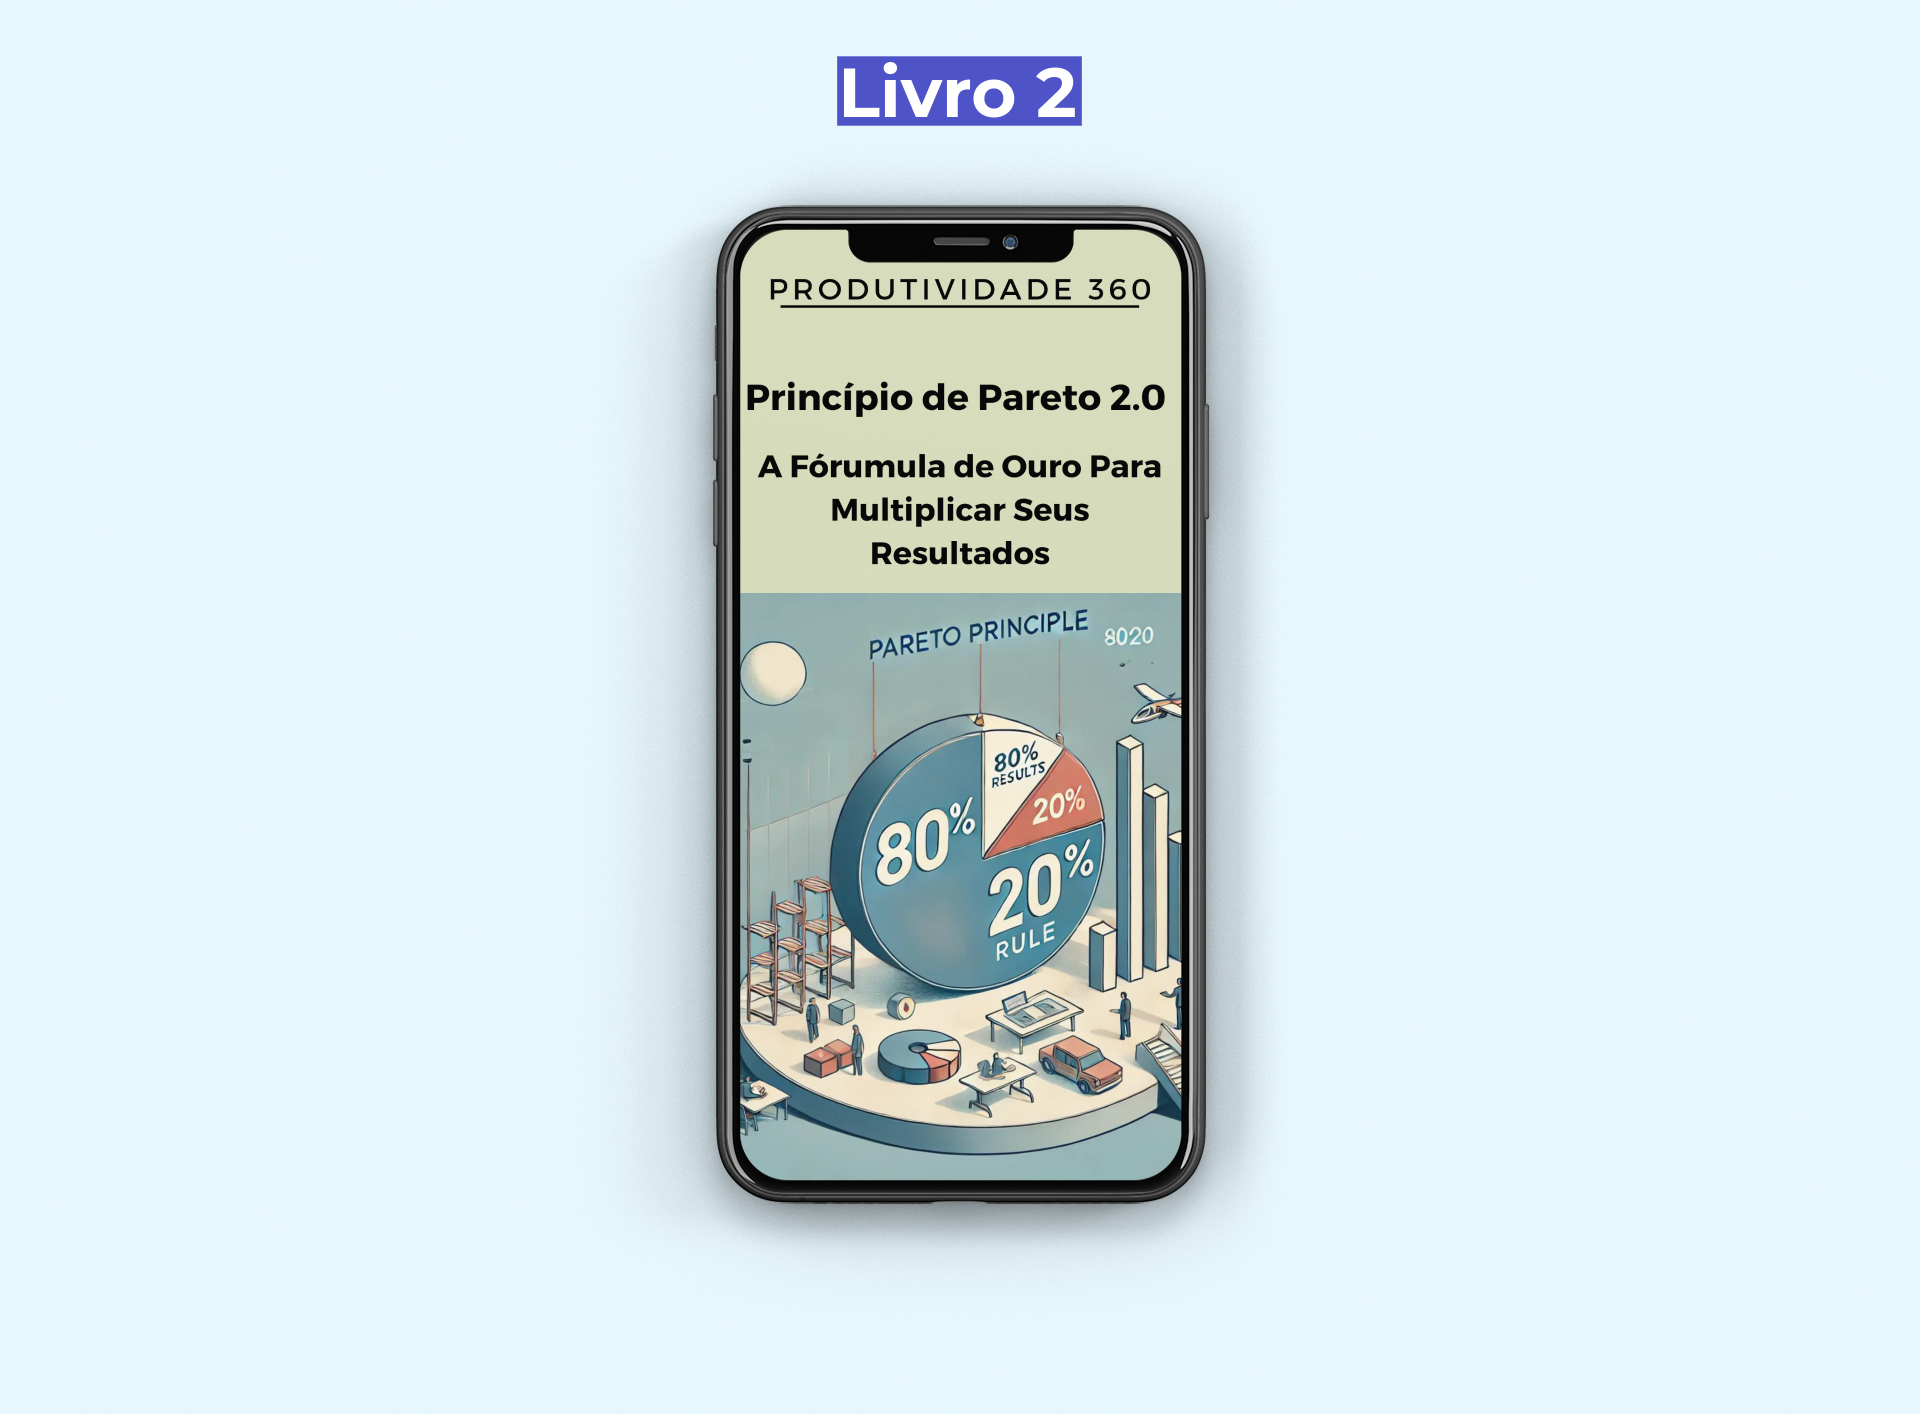 Livro 2
PRODUTIVIDADE 360
Princípio de Pareto 2.0
A Fórumula de Ouro Para
Multiplicar Seus
Resultados
PARETO PRINCIPLE 8020
80%
RESULTS
20%
80%
20%
RULE